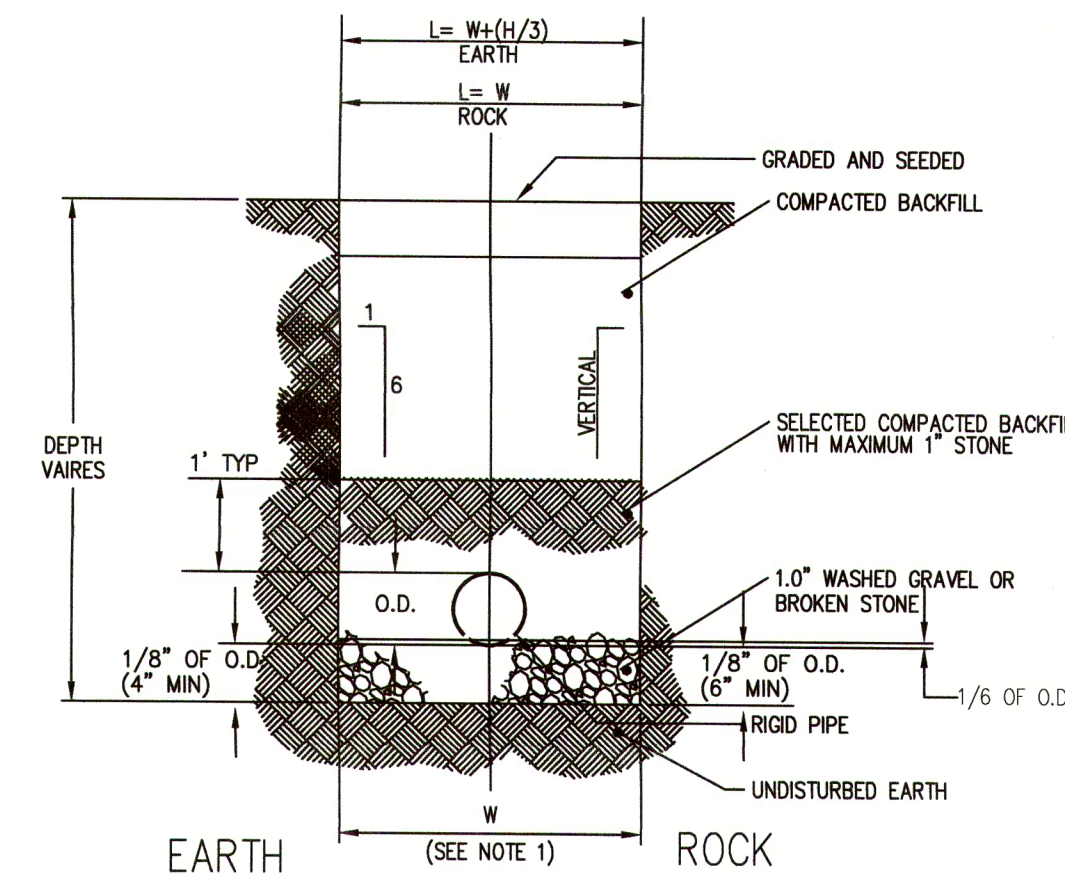 L= W+(H/3)
EARTH
L= W
ROCK
GRADED AND SEEDED
COMPACTED BACKFILL
1
6
VERTICAL
DEPTH
VAIRES
1' TYP
SELECTED COMPACTED BACKFI
WITH MAXIMUM 1" STONE
O.D.
1.0" WASHED GRAVEL OR
BROKEN STONE
1/8" OF O.D.
(4" MIN)
1/8" OF O.D.
(6" MIN)
1/6 OF O.D
RIGID PIPE
UNDISTURBED EARTH
W
(SEE NOTE 1)
EARTH
ROCK